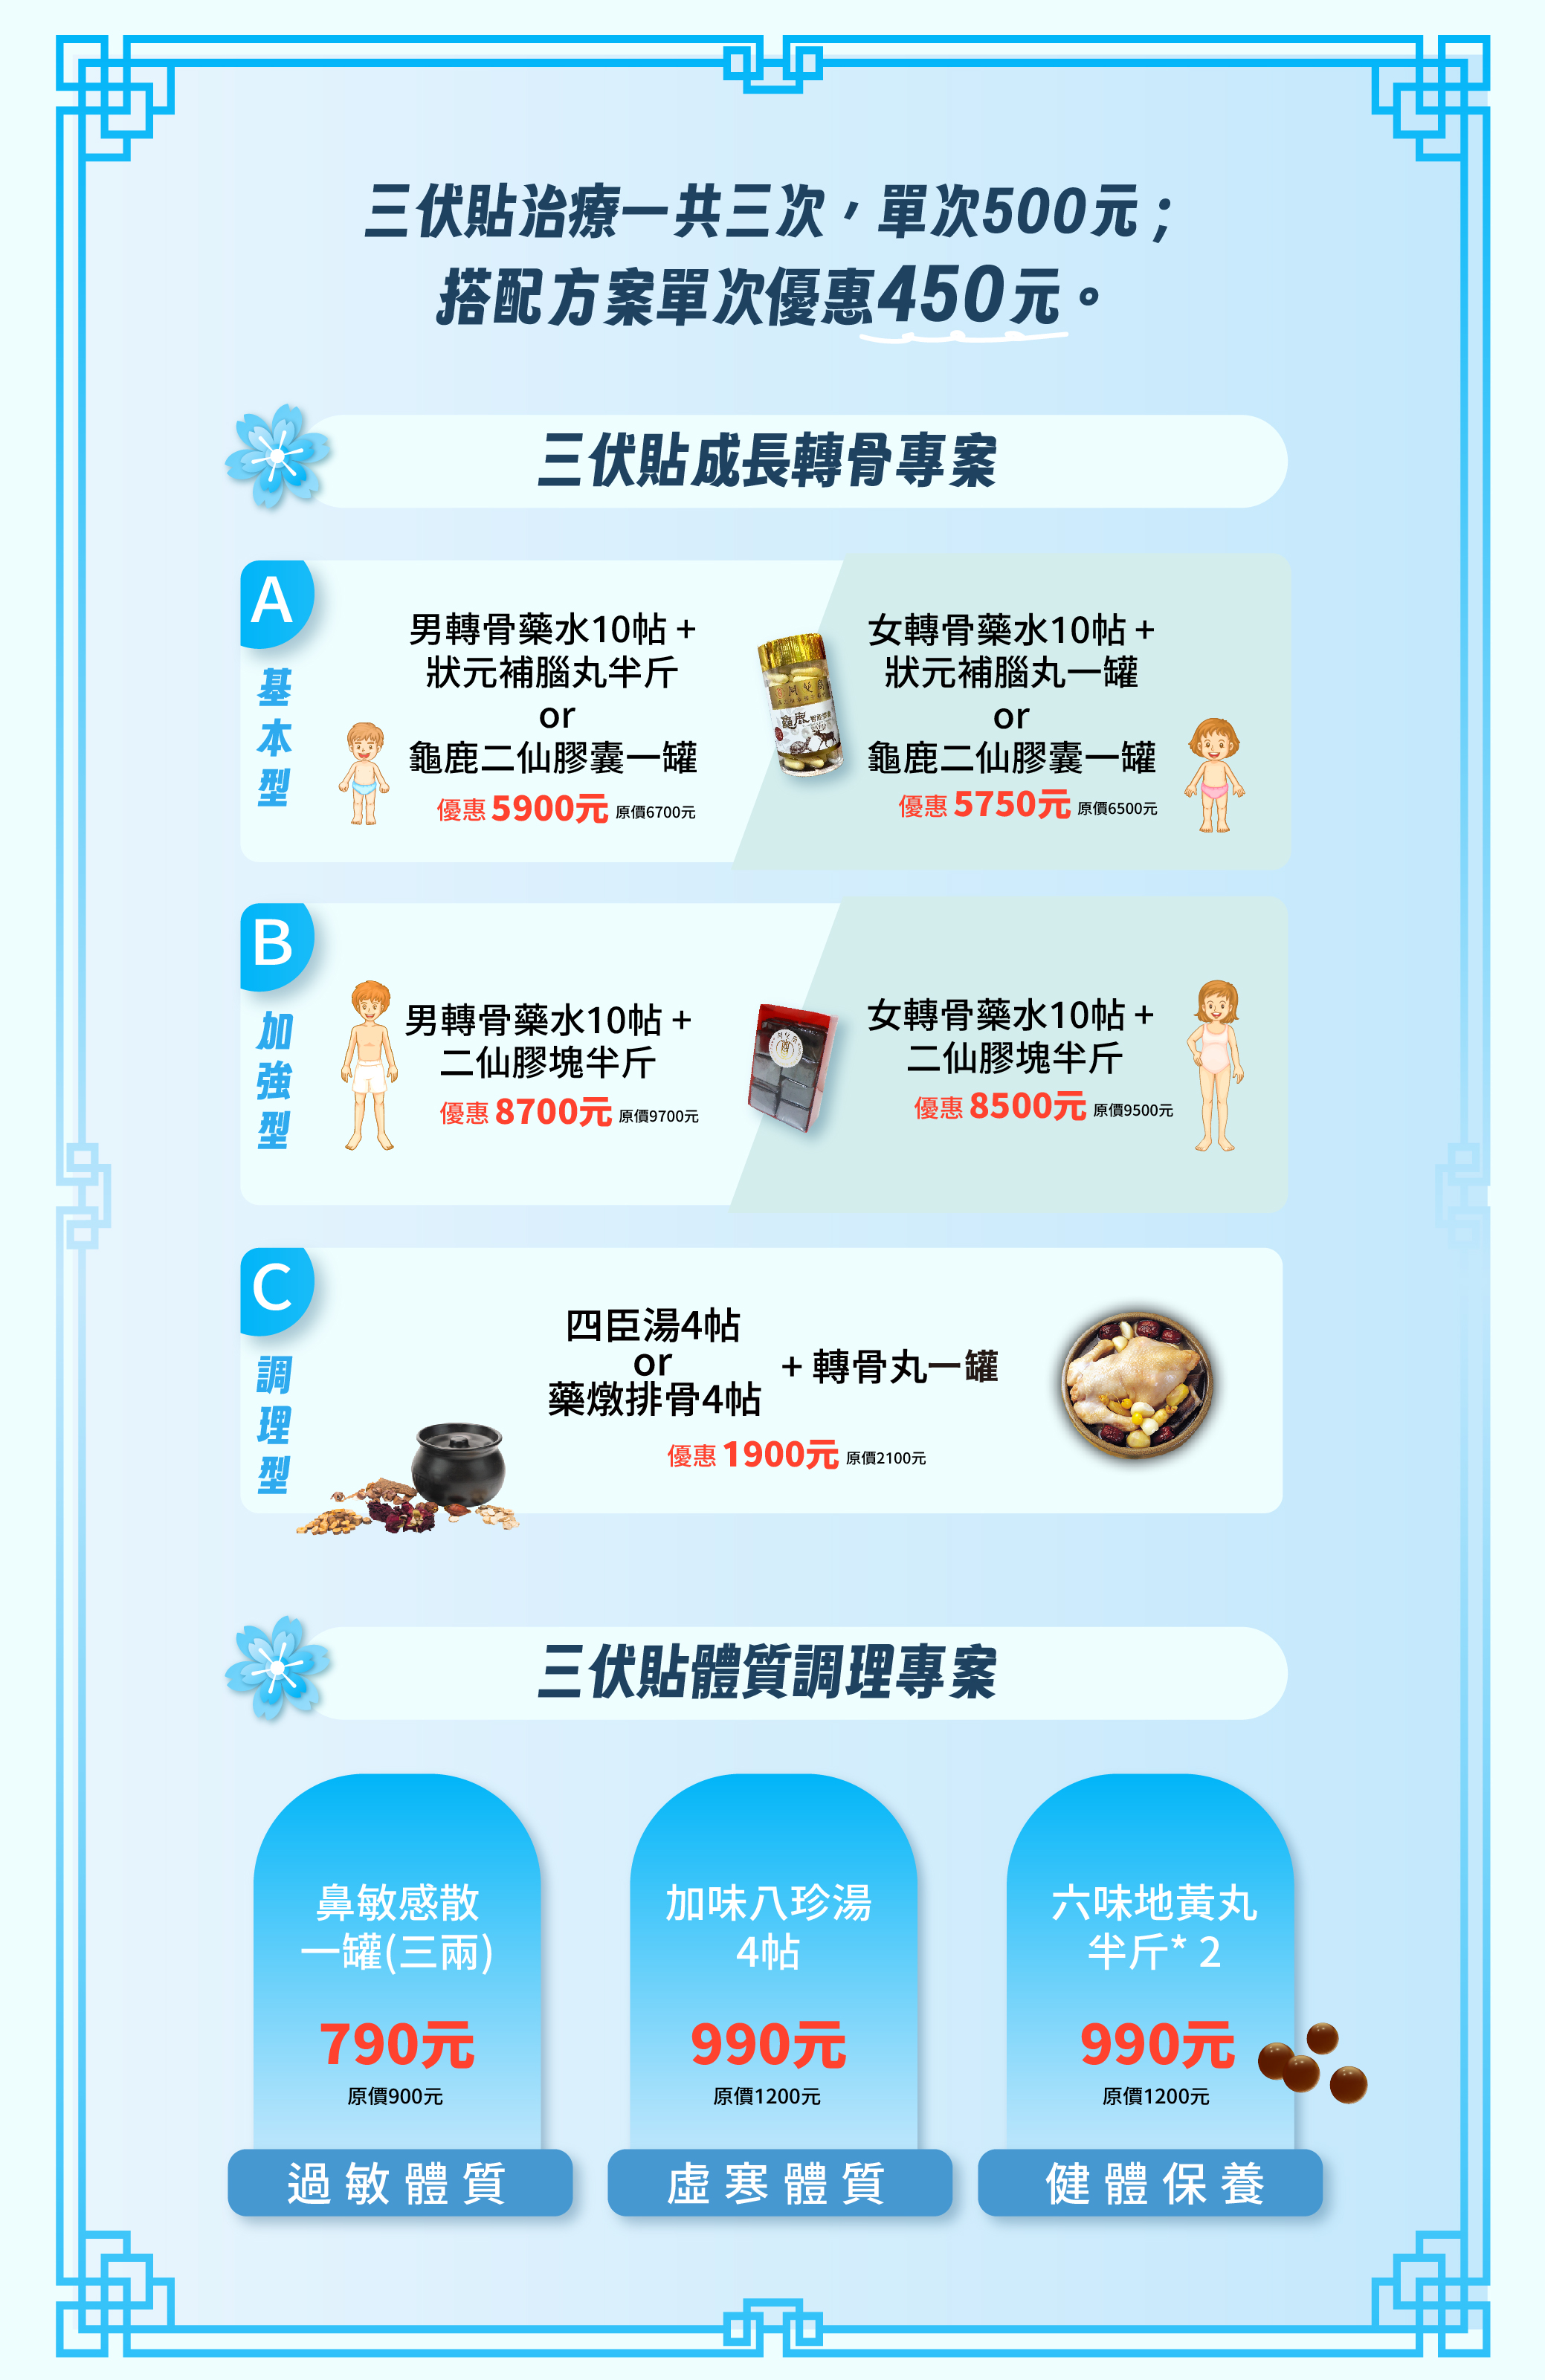 三伏貼治療一共三次，單次500元；
搭配方案單次優惠450元。
三伏貼成長轉骨專案
A
基本型
男轉骨藥水10帖 +
狀元補腦丸半斤
or
龜鹿二仙膠囊一罐
優惠 5900元 原價6700元
龜鹿
女轉骨藥水10帖 +
狀元補腦丸一罐
or
龜鹿二仙膠囊一罐
優惠 5750元 原價6500元
B
加強型
男轉骨藥水10帖 +
二仙膠塊半斤
優惠 8700元 原價9700元
女轉骨藥水10帖 +
二仙膠塊半斤
優惠 8500元 原價9500元
C
調理型
四臣湯4帖
or
藥燉排骨4帖
+ 轉骨丸一罐
優惠 1900元 原價2100元
三伏貼體質調理專案
鼻敏感散
一罐(三兩)
790元
原價900元
過敏體質
加味八珍湯
4帖
990元
原價1200元
虛寒體質
六味地黃丸
半斤* 2
990元
原價1200元
健體保養